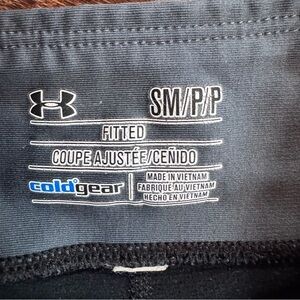 SM/P/P
FITTED
COUPE AJUSTÉE/CEÑIDO
coldgear
MADE IN VIETNAM
FABRIQUÉ AU VIETNAM
HECHO EN VIETNAM